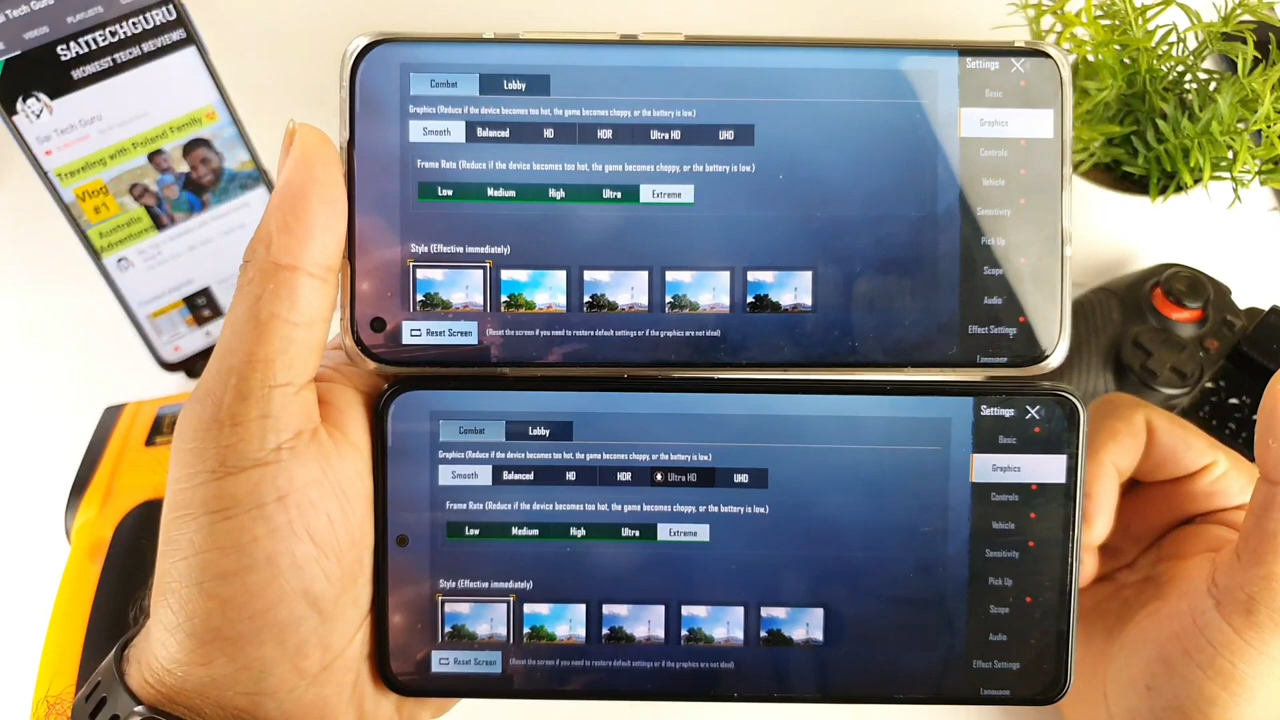 VIDEOS
PLAYLISTS
SAITECHGURU
HONEST TECH REVIEWS
Sai Tech Guru
Traveling with Poland Family
Vlog
#1
Australia
Adventures
Combat Lobby
Graphics (Reduce if the device becomes too hot, the game becomes choppy, or the battery is low.)
Smooth Balanced HD HDR Ultra HD UHD
Frame Rate (Reduce if the device becomes too hot, the game becomes choppy, or the battery is low.)
Low Medium High Ultra Extreme
Style (Effective immediately)
Reset Screen (Reset the screen if you need to restore default settings or if the graphics are not ideal)
Settings
Basic
Graphics
Controls
Vehicle
Sensitivity
Pick Up
Scope
Audio
Effect Settings
Language
Combat Lobby
Graphics (Reduce if the device becomes too hot, the game becomes choppy, or the battery is low.)
Smooth Balanced HD HDR Ultra HD UHD
Frame Rate (Reduce if the device becomes too hot, the game becomes choppy, or the battery is low.)
Low Medium High Ultra Extreme
Style (Effective immediately)
Reset Screen (Reset the screen if you need to restore default settings or if the graphics are not ideal)
Settings
Basic
Graphics
Controls
Vehicle
Sensitivity
Pick Up
Scope
Audio
Effect Settings
Language